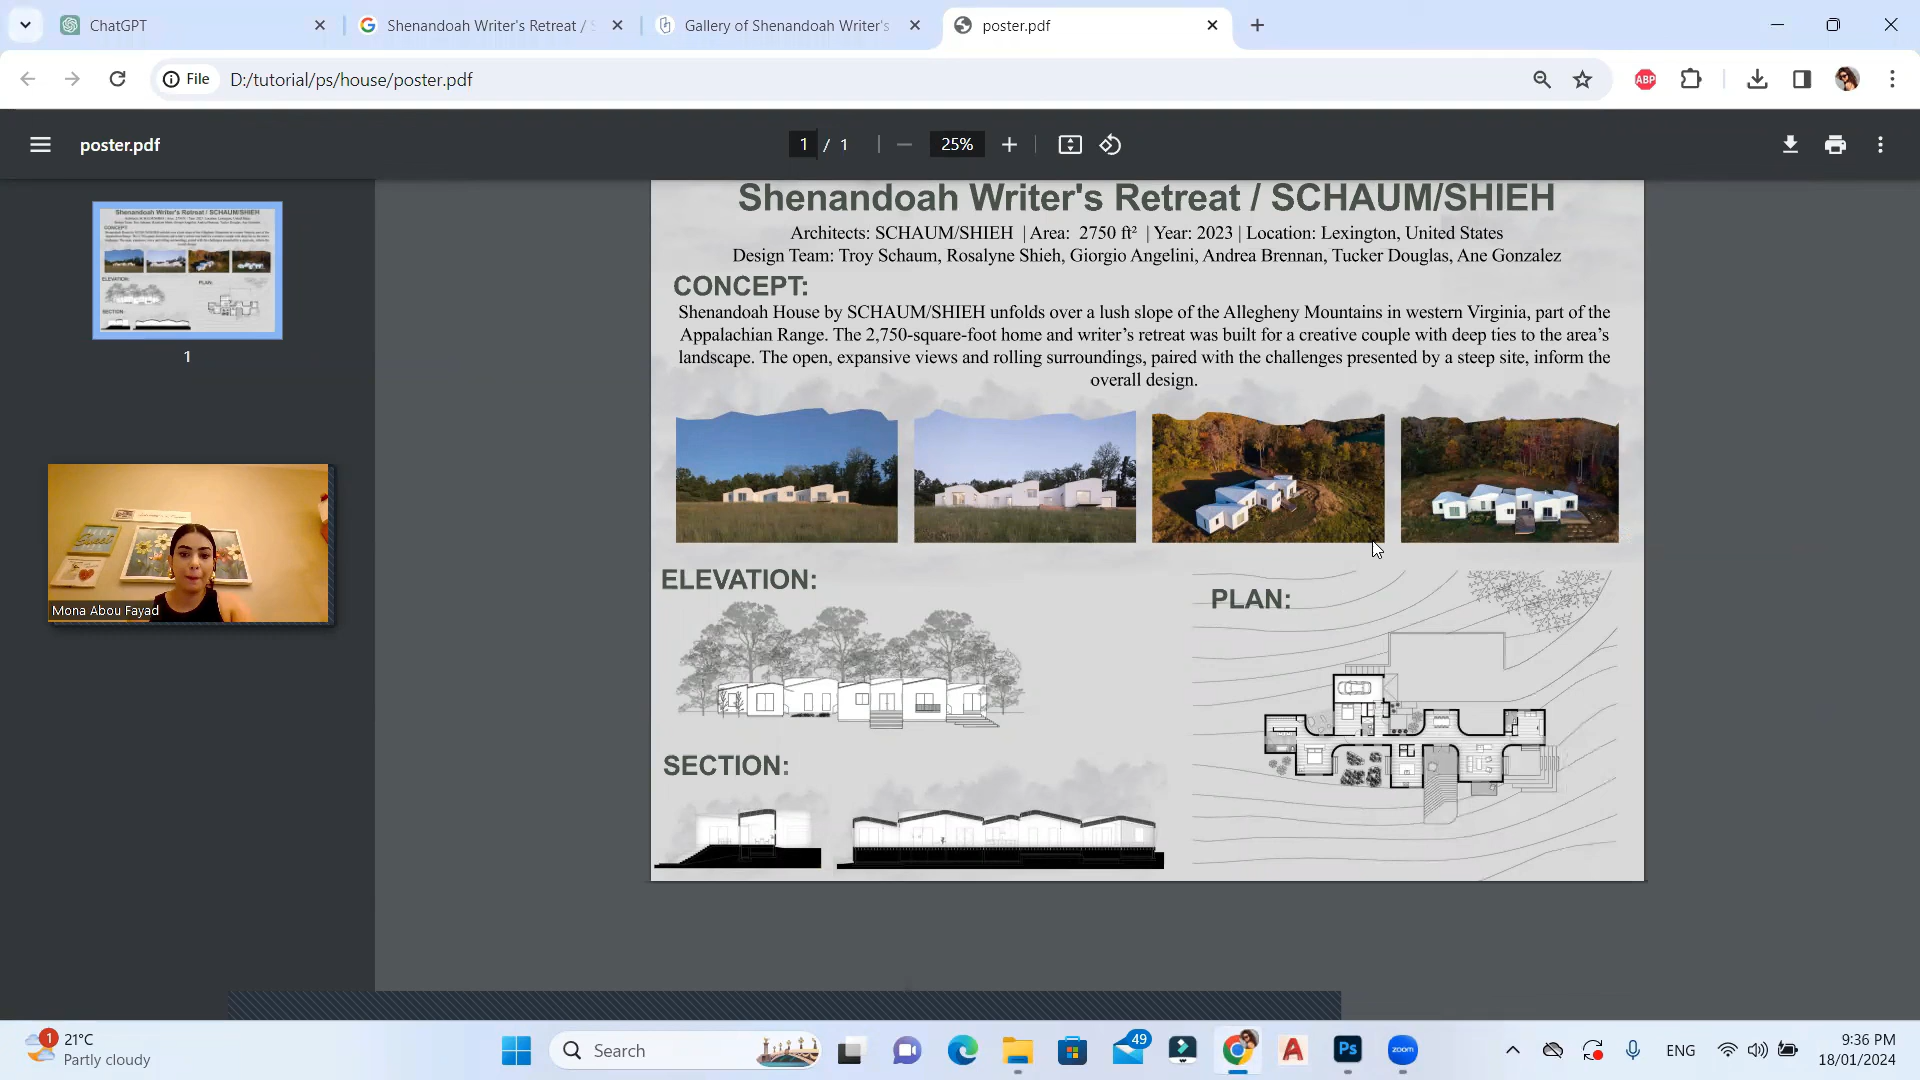 ChatGPT
Shenandoah Writer's Retreat /
Gallery of Shenandoah Writer's
poster.pdf
File
D:/tutorial/ps/house/poster.pdf
ABP
poster.pdf
1 / 1
25%
1
Mona Abou Fayad
Shenandoah Writer's Retreat / SCHAUM/SHIEH
Architects: SCHAUM/SHIEH | Area: 2750 ft² | Year: 2023 | Location: Lexington, United States
Design Team: Troy Schaum, Rosalyne Shieh, Giorgio Angelini, Andrea Brennan, Tucker Douglas, Ane Gonzalez
CONCEPT:
Shenandoah House by SCHAUM/SHIEH unfolds over a lush slope of the Allegheny Mountains in western Virginia, part of the
Appalachian Range. The 2,750-square-foot home and writer's retreat was built for a creative couple with deep ties to the area's
landscape. The open, expansive views and rolling surroundings, paired with the challenges presented by a steep site, inform the
overall design.
ELEVATION:
PLAN:
SECTION:
1
21°C
Partly cloudy
Search
49
Ps
zoom
ENG
9:36 PM
18/01/2024